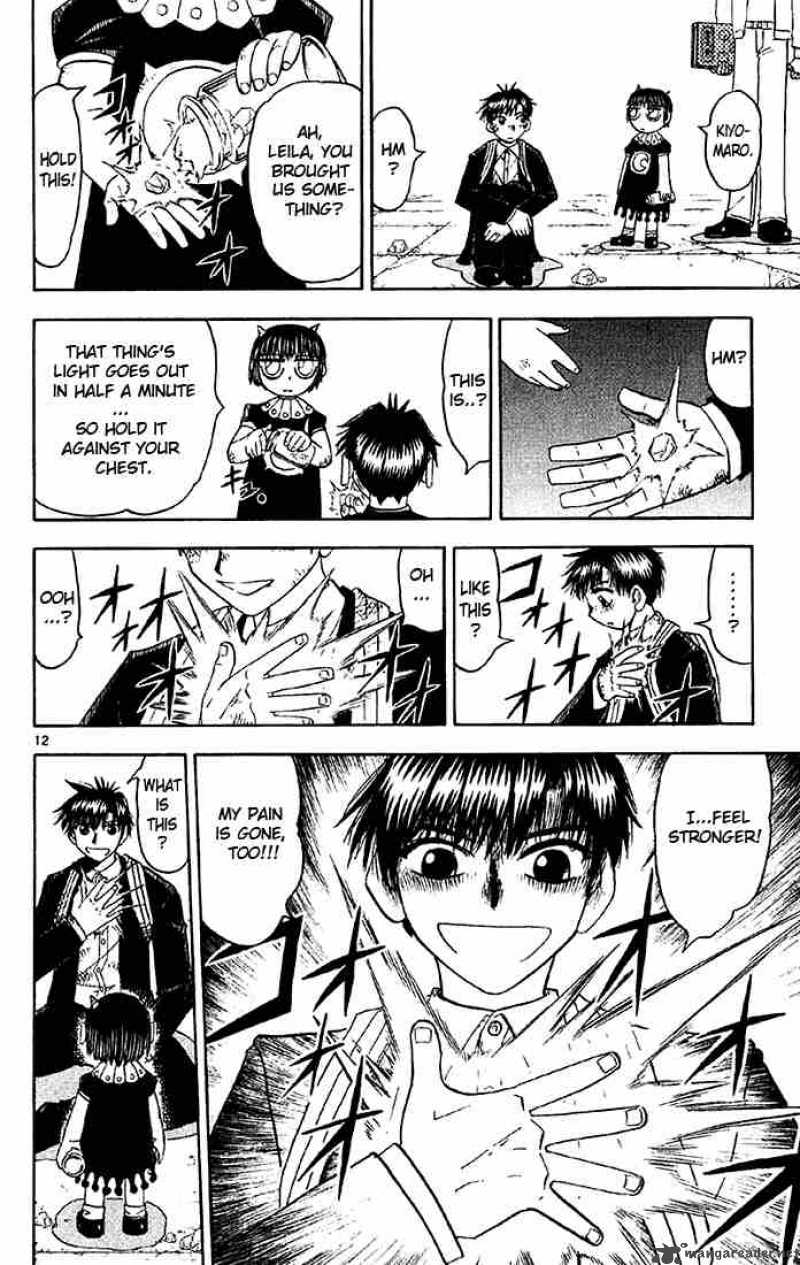 KIYO-
MARO.
HM
?
AH,
LEILA, YOU
BROUGHT
US SOME-
THING?
HOLD
THIS!
HM?
THIS
IS..?
THAT THING'S
LIGHT GOES OUT
IN HALF A MINUTE
...
SO HOLD IT
AGAINST YOUR
CHEST.
......
?
LIKE
THIS
?
OH
...
OOH
...?
12
I...FEEL
STRONGER!
MY PAIN
IS GONE,
TOO!!!
WHAT
IS
THIS
?
mangareader.net